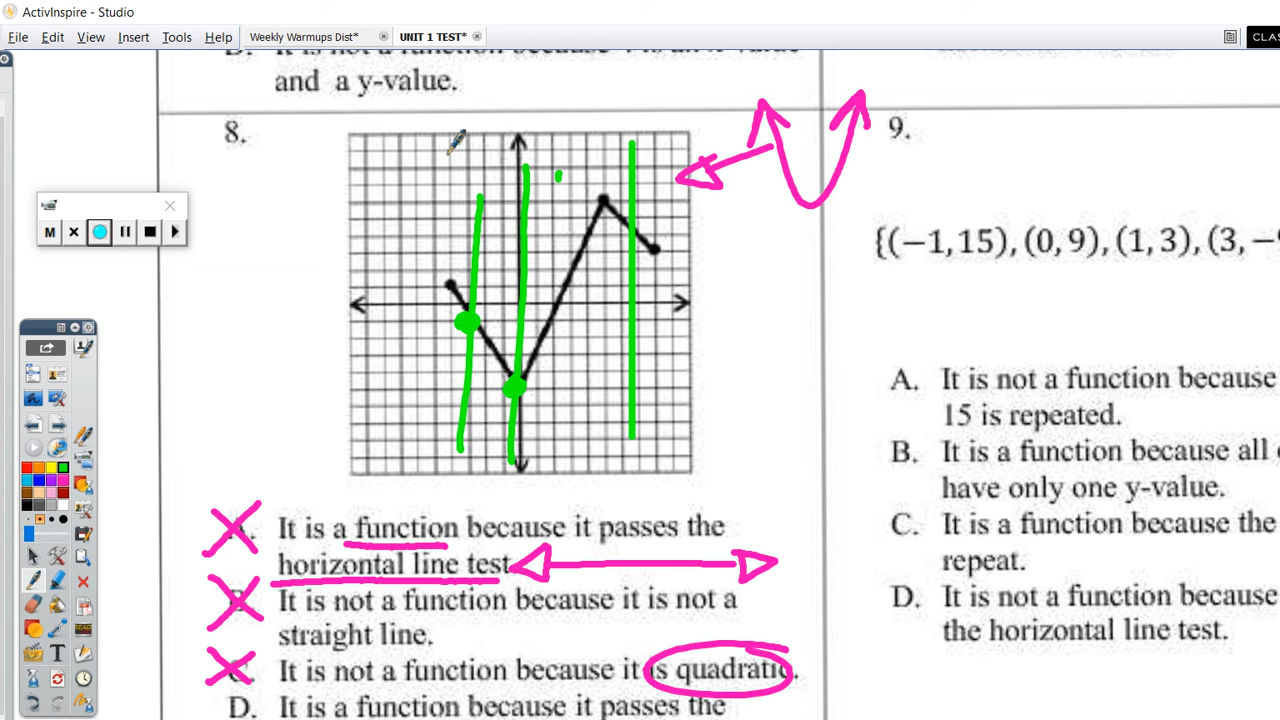 ActivInspire - Studio
File Edit View Insert Tools Help
Weekly Warmups Dist* UNIT 1 TEST*
and a y-value.
8.
9.
M
{(−1,15), (0, 9), (1, 3), (3,
A. It is not a function because
15 is repeated.
B. It is a function because all
have only one y-value.
C. It is a function because the
repeat.
D. It is not a function because
the horizontal line test.
It is a function because it passes the
horizontal line test
It is not a function because it is not a
straight line.
It is not a function because it is quadratic.
D. It is a function because it passes the
T